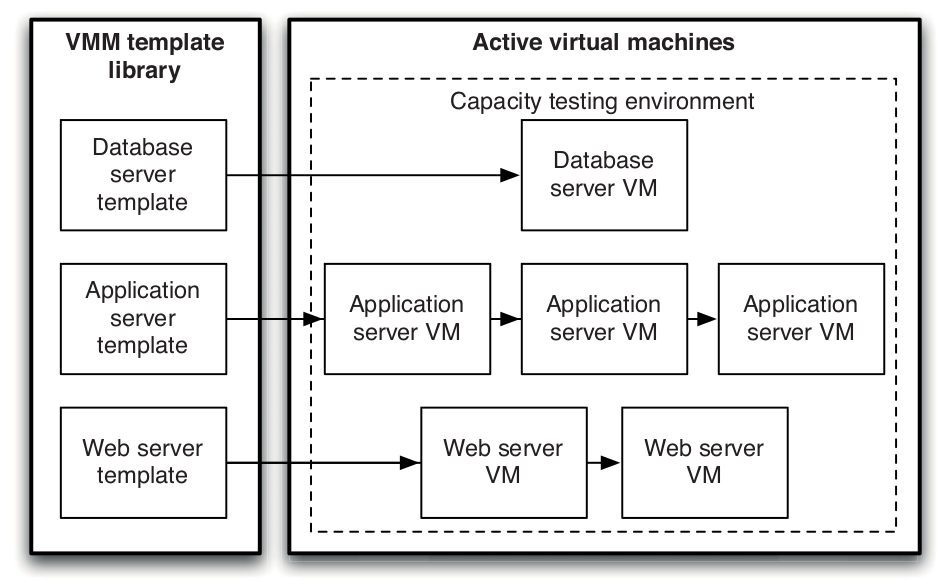 VMM template
library
Database
server
template
Application
server
template
Web server
template
Active virtual machines
Capacity testing environment
Database
server VM
Application
server VM
Application
server VM
Application
server VM
Web server
VM
Web server
VM